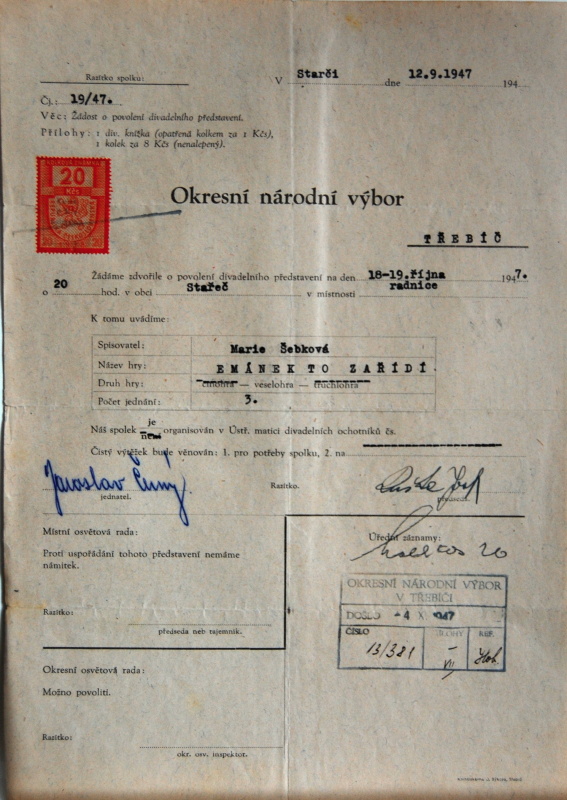 Razítko spolku:
V Starči dne 12.9.1947 194
Čj.: 19/47.
Věc: Žádost o povolení divadelního představení.
Přílohy: 1 div. knížka (opatřená kolkem za 1 Kčs),
1 kolek za 8 Kčs (nenalepený).
20
Kčs
20 20
Okresní národní výbor
TŘEBÍČ
Žádáme zdvořile o povolení divadelního představení na den 18-19.října 1947.
o 20 hod. v obci Stařeč v místnosti radnice
K tomu uvádíme:
Spisovatel: Marie Šebková
Název hry: EMÁNEK TO ZAŘÍDÍ.
Druh hry: činohra — veselohra — truchlohra
Počet jednání: 3.
je
Náš spolek není organisován v Ústř. matici divadelních ochotníků čs.
Čistý výtěžek bude věnován: 1. pro potřeby spolku, 2. na
Jaroslav Černý
jednatel.
Razítko.
předseda.
Místní osvětová rada:
Proti uspořádání tohoto představení nemáme
námitek.
Razítko:
předseda neb tajemník.
Úřední záznamy:
20
OKRESNÍ NÁRODNÍ VÝBOR
V TŘEBÍČI
DOŠLO -4 X 1947
ČÍSLO PŘÍLOHY REF.
13/381
Okresní osvětová rada:
Možno povoliti.
Razítko:
okr. osv. inspektor.